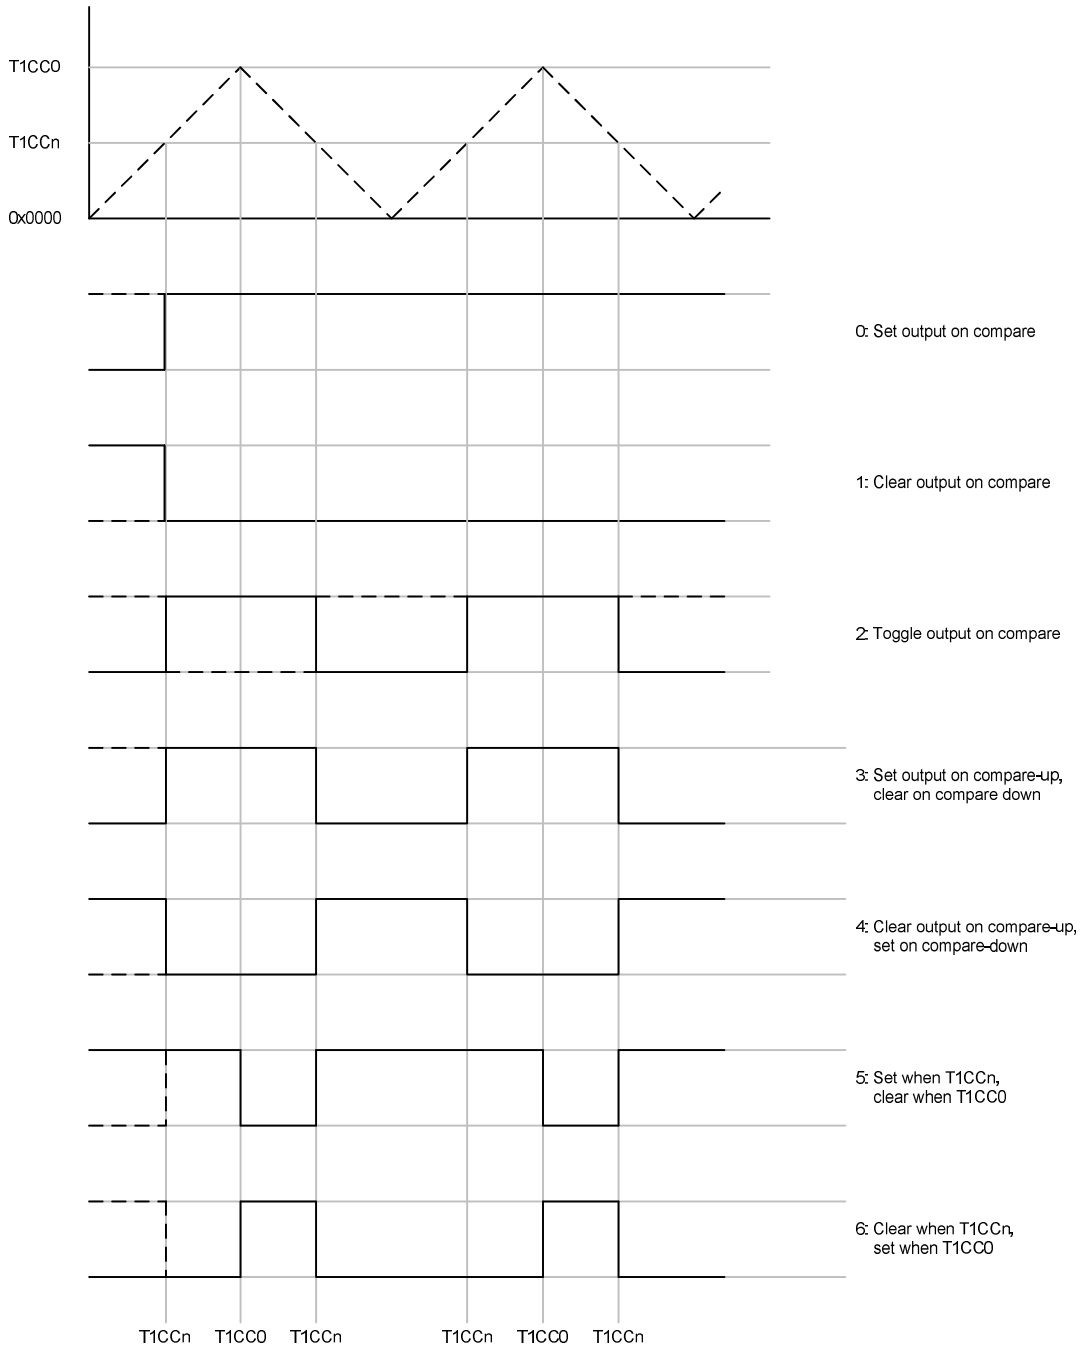 T1CC0
T1CCn
0x0000
0: Set output on compare
1: Clear output on compare
2: Toggle output on compare
3: Set output on compare-up,
clear on compare down
4: Clear output on compare-up,
set on compare-down
5: Set when T1CCn,
clear when T1CC0
6: Clear when T1CCn,
set when T1CC0
T1CCn T1CC0 T1CCn T1CCn T1CC0 T1CCn